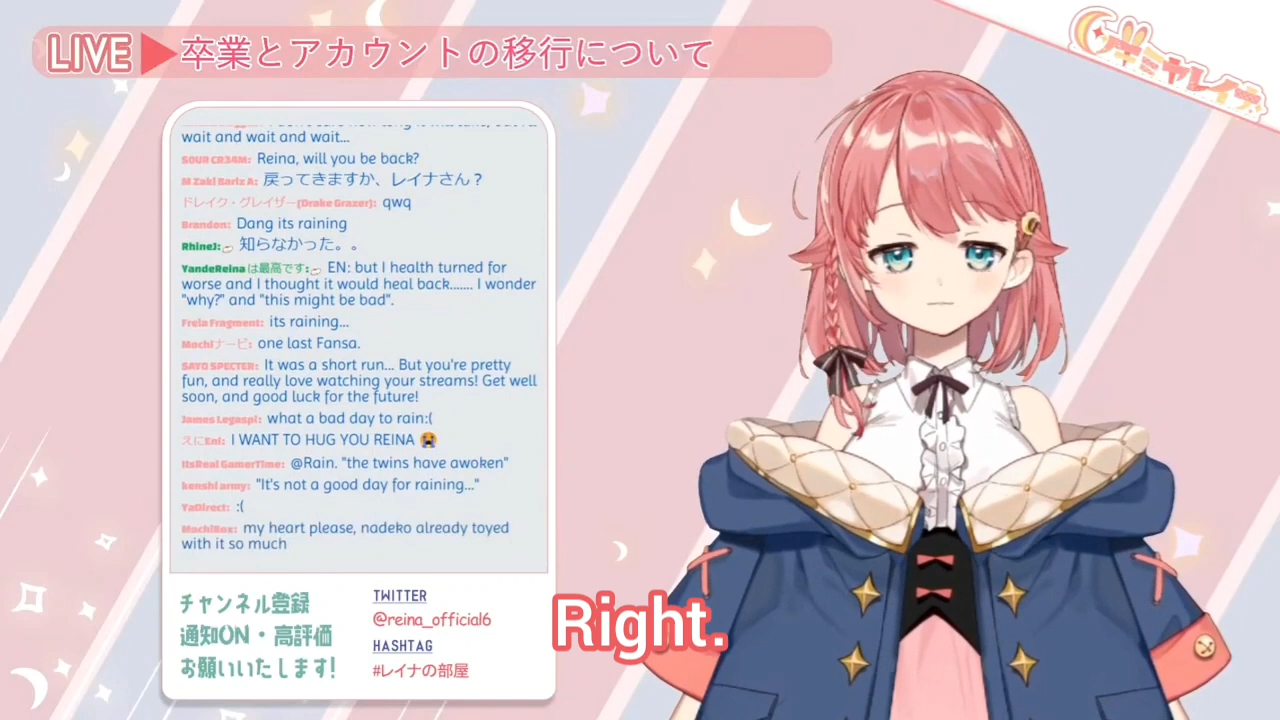 LIVE 卒業とアカウントの移行について
アマミヤレイナ
wait and wait and wait...
SOUR CR34M: Reina, will you be back?
M Zaki Bariz A: 戻ってきますか、レイナさん？
ドレイク・グレイザー(Drake Grazer): qwq
Brandon: Dang its raining
RhineJ: 知らなかった。。
YandeReinaは最高です: EN: but I health turned for
worse and I thought it would heal back....... I wonder
"why?" and "this might be bad".
Freia Fragment: its raining...
Mochiナービ: one last Fansa.
SAYO SPECTER: It was a short run... But you're pretty
fun, and really love watching your streams! Get well
soon, and good luck for the future!
James Legaspi: what a bad day to rain:(
えにEni: I WANT TO HUG YOU REINA 😭
ItsReal GamerTime: @Rain. "the twins have awoken"
kenshi army: "It's not a good day for raining..."
YaDirect: :(
MochiBox: my heart please, nadeko already toyed
with it so much
チャンネル登録
通知ON・高評価
お願いいたします!
TWITTER
@reina_official6
HASHTAG
#レイナの部屋
Right.